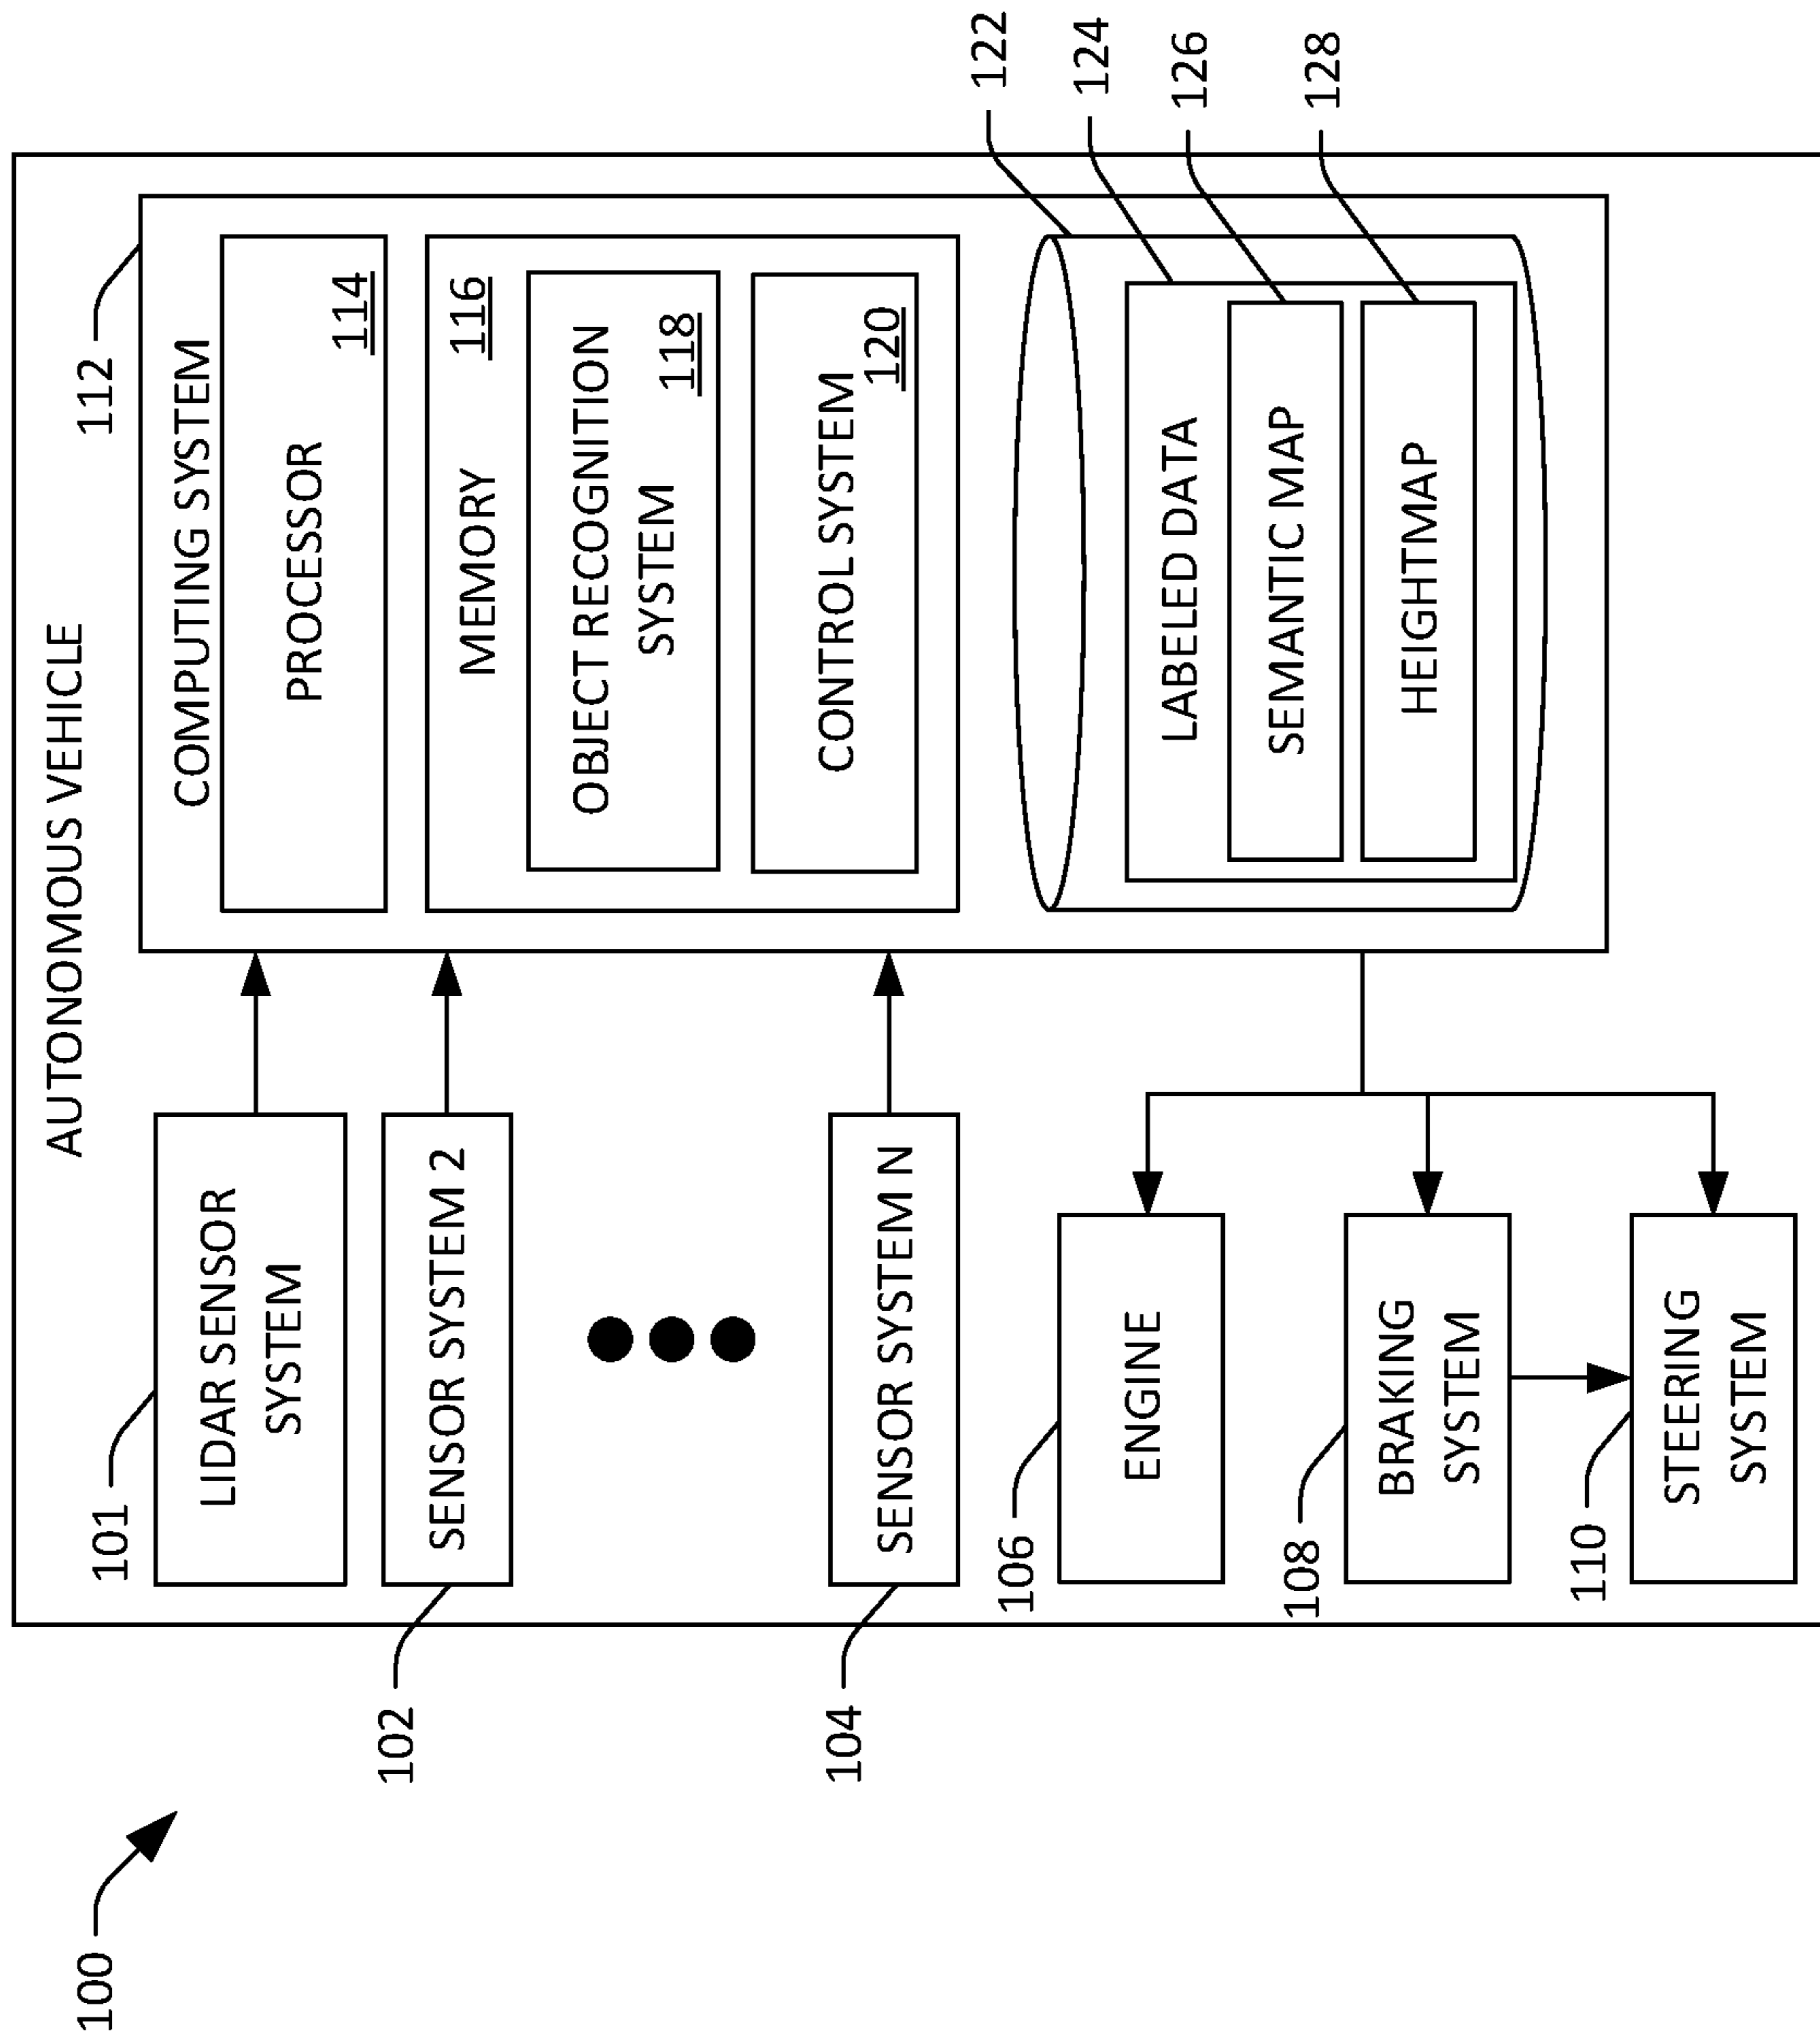 100
AUTONOMOUS VEHICLE
101
LIDAR SENSOR
SYSTEM
102
SENSOR SYSTEM 2
104
SENSOR SYSTEM N
106
ENGINE
108
BRAKING
SYSTEM
110
STEERING
SYSTEM
112
COMPUTING SYSTEM
PROCESSOR
114
MEMORY 116
OBJECT RECOGNITION
SYSTEM 118
CONTROL SYSTEM
120
122
LABELED DATA
124
SEMANTIC MAP
126
HEIGHTMAP
128